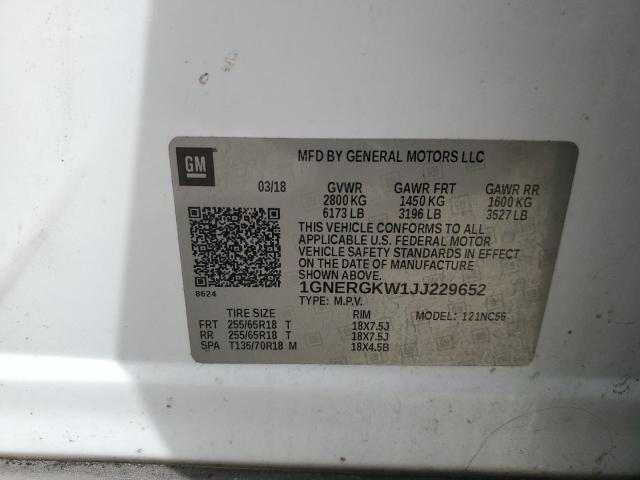 GM
MFD BY GENERAL MOTORS LLC
03/18 GVWR GAWR FRT GAWR RR
2800 KG 1450 KG 1600 KG
6173 LB 3196 LB 3527 LB
THIS VEHICLE CONFORMS TO ALL
APPLICABLE U.S. FEDERAL MOTOR
VEHICLE SAFETY STANDARDS IN EFFECT
ON THE DATE OF MANUFACTURE
SHOWN ABOVE.
8624
1GNERGKW1JJ229652
TYPE: M.P.V.
TIRE SIZE RIM MODEL: 121NC56
FRT 255/65R18 T 18X7.5J
RR 255/65R18 T 18X7.5J
SPA T135/70R18 M 18X4.5B